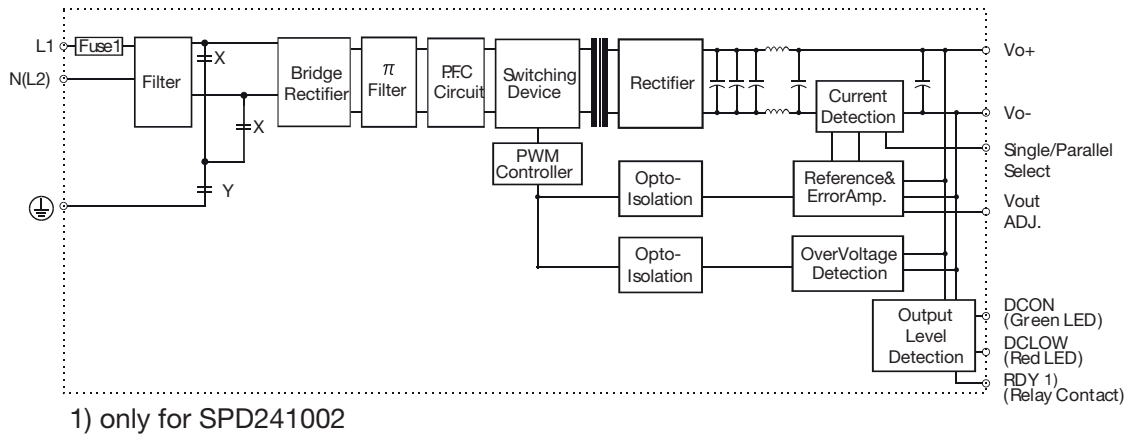 L1
Fuse1
N(L2)
Filter
X
X
Y
Bridge
Rectifier
π
Filter
P.F.C
Circuit
Switching
Device
PWM
Controller
Rectifier
Current
Detection
Opto-
Isolation
Reference&
ErrorAmp.
Opto-
Isolation
OverVoltage
Detection
Output
Level
Detection
Vo+
Vo-
Single/Parallel
Select
Vout
ADJ.
DCON
(Green LED)
DCLOW
(Red LED)
RDY 1)
(Relay Contact)
1) only for SPD241002